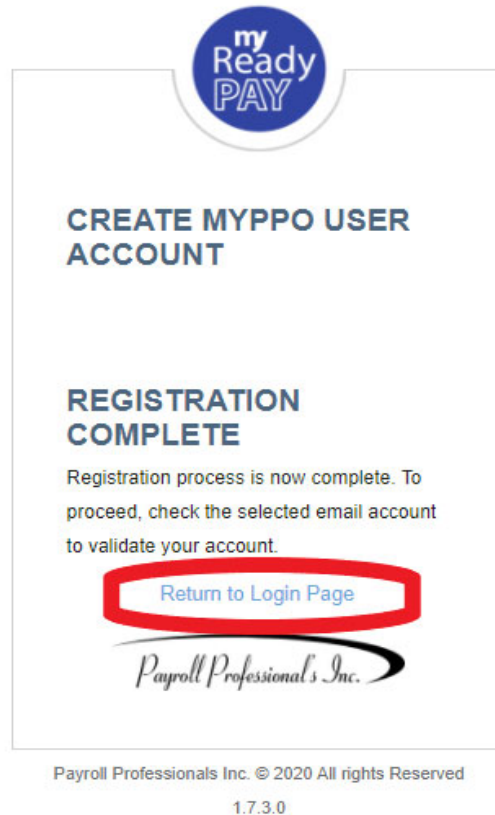 my
Ready
PAY
CREATE MYPPO USER
ACCOUNT
REGISTRATION
COMPLETE
Registration process is now complete. To
proceed, check the selected email account
to validate your account.
Return to Login Page
Payroll Professional's Inc.
Payroll Professionals Inc. © 2020 All rights Reserved
1.7.3.0